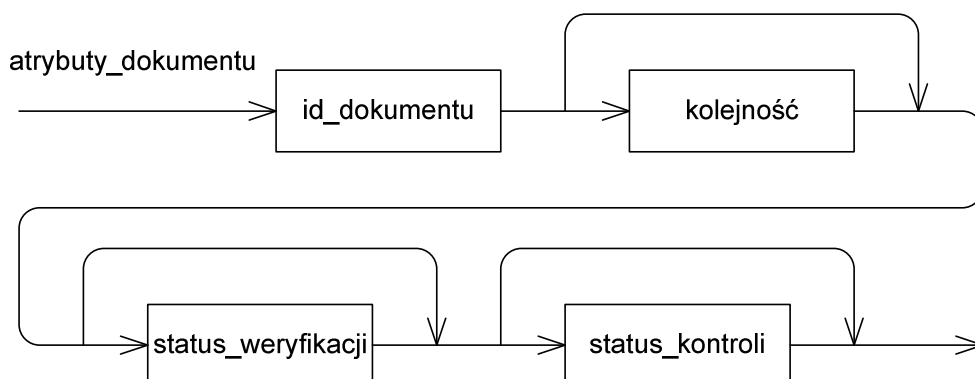 atrybuty_dokumentu
id_dokumentu
kolejność
status_weryfikacji
status_kontroli